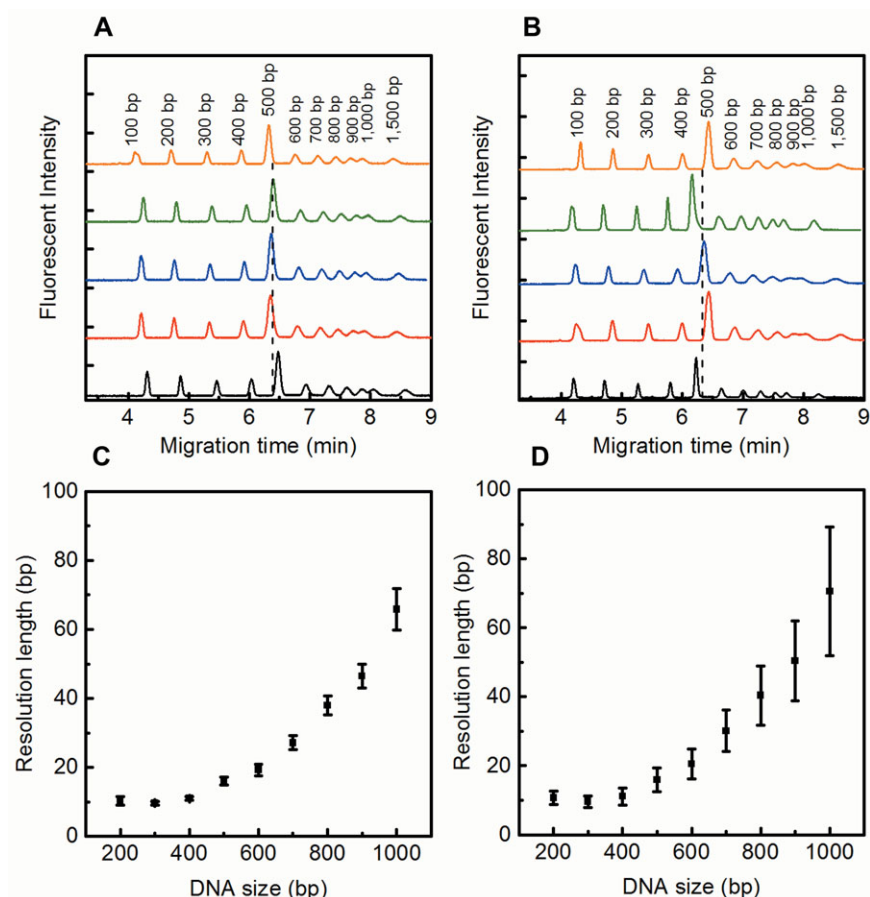 A
Fluorescent Intensity
100 bp
200 bp
300 bp
400 bp
500 bp
600 bp
700 bp
800 bp
900 bp
1,000 bp
1,500 bp
4 5 6 7 8 9
Migration time (min)
B
Fluorescent Intensity
100 bp
200 bp
300 bp
400 bp
500 bp
600 bp
700 bp
800 bp
900 bp
1,000 bp
1,500 bp
4 5 6 7 8 9
Migration time (min)
C
Resolution length (bp)
100
80
60
40
20
0
200 400 600 800 1000
DNA size (bp)
D
Resolution length (bp)
100
80
60
40
20
0
200 400 600 800 1000
DNA size (bp)